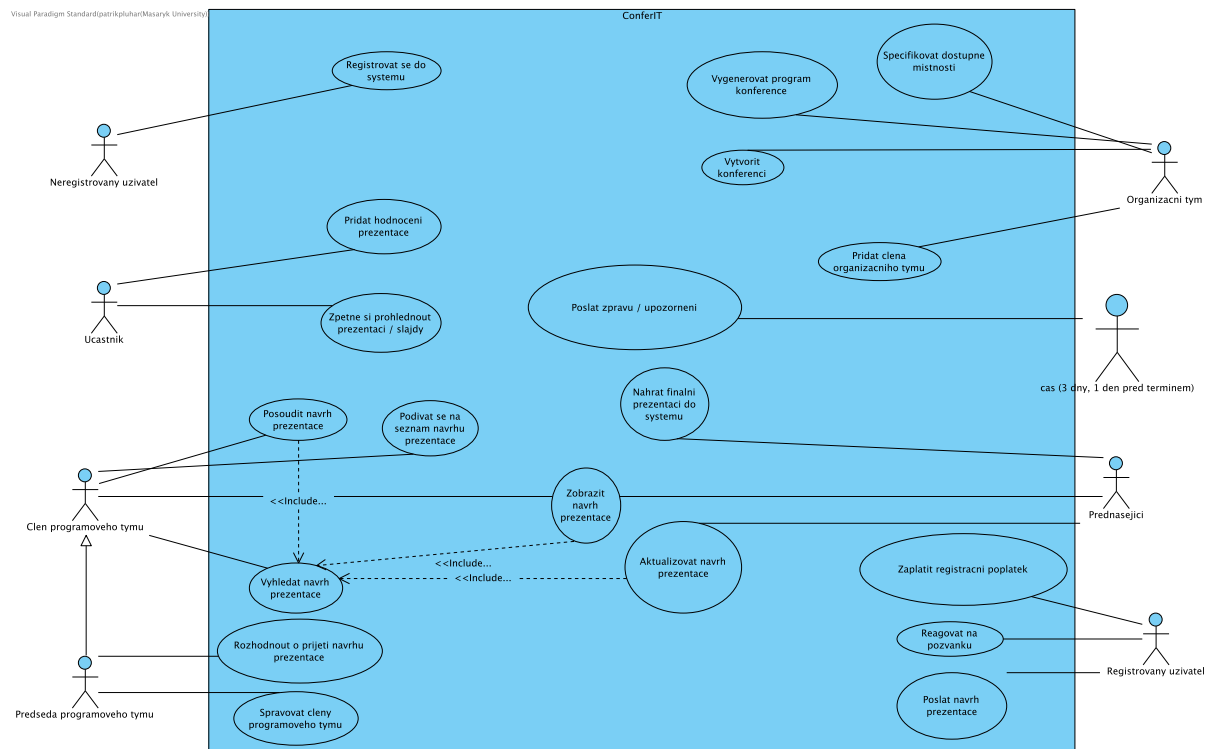 Visual Paradigm Standard(patrikpluhar(Masaryk University)
ConferIT
Registrovat se do
systemu
Vygenerovat program
konference
Specifikovat dostupne
mistnosti
Vytvorit
konferenci
Neregistrovany uzivatel
Organizacni tym
Pridat hodnoceni
prezentace
Pridat clena
organizacniho tymu
Zpetne si prohlednout
prezentaci / slajdy
Poslat zpravu / upozorneni
Ucastnik
cas (3 dny, 1 den pred terminem)
Posoudit navrh
prezentace
Podivat se na
seznam navrhu
prezentace
Nahrat finalni
prezentaci do
systemu
<<Include...
Zobrazit
navrh
prezentace
Clen programoveho tymu
Prednasejici
<<Include...
<<Include...
Vyhledat navrh
prezentace
Aktualizovat navrh
prezentace
Zaplatit registracni poplatek
Rozhodnout o prijeti navrhu
prezentace
Reagovat na
pozvanku
Registrovany uzivatel
Predseda programoveho tymu
Spravovat cleny
programoveho tymu
Poslat navrh
prezentace